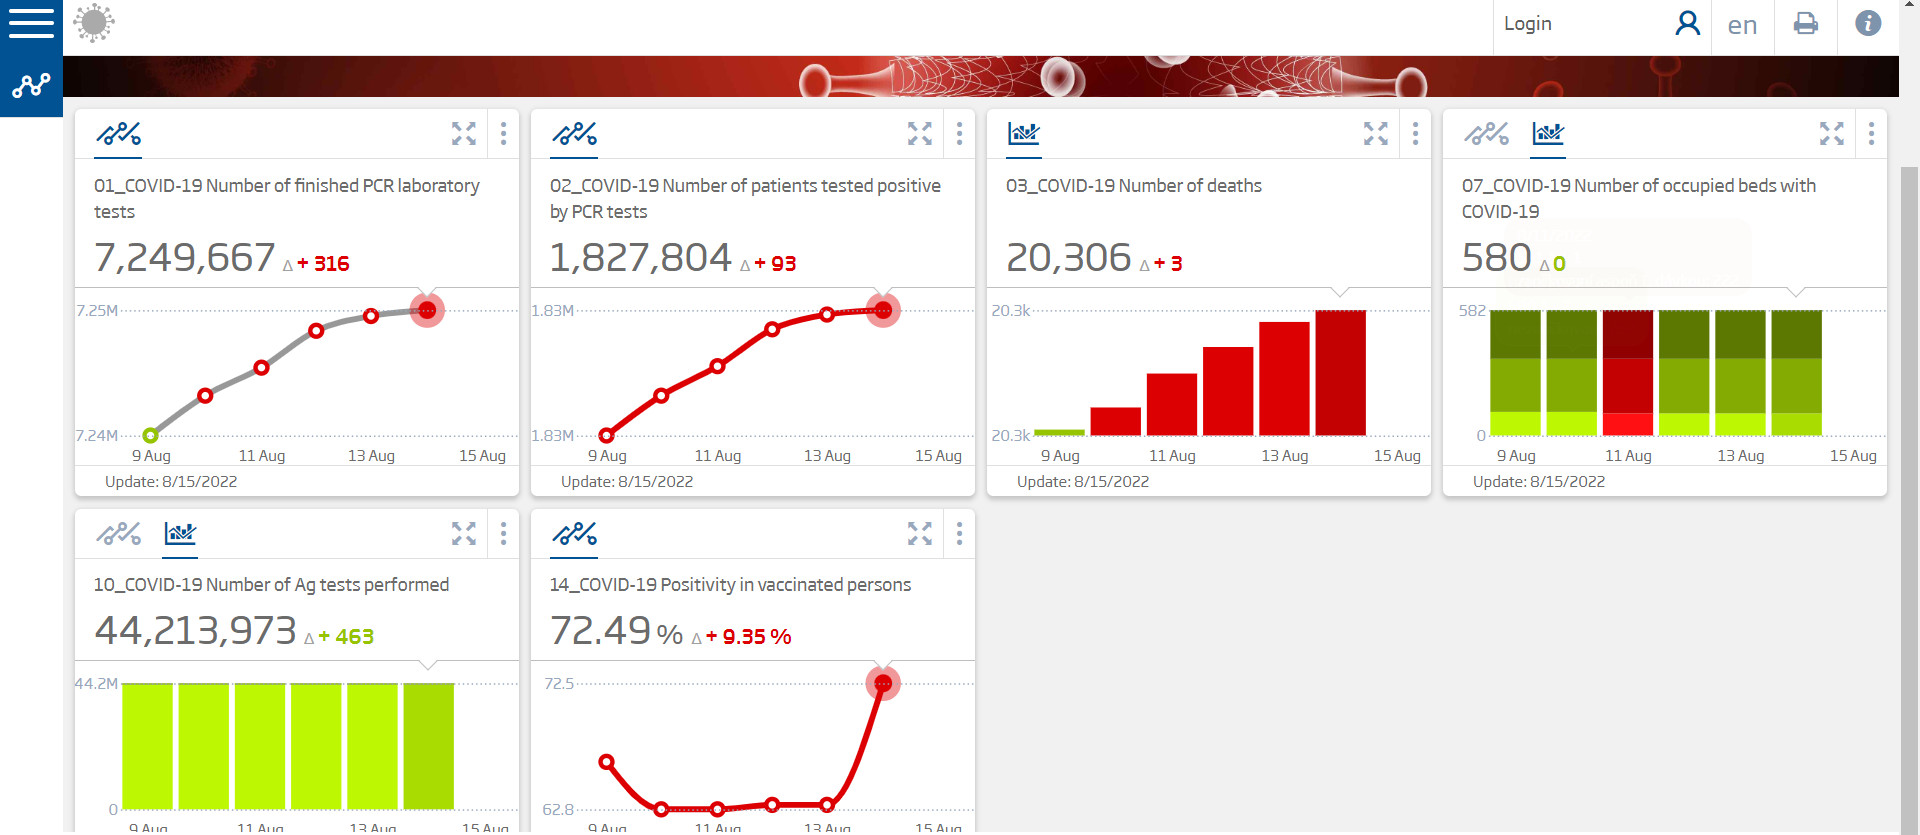 Login
en
01_COVID-19 Number of finished PCR laboratory
tests
7,249,667 Δ + 316
7.25M
7.24M
9 Aug 11 Aug 13 Aug 15 Aug
Update: 8/15/2022
02_COVID-19 Number of patients tested positive
by PCR tests
1,827,804 Δ + 93
1.83M
1.83M
9 Aug 11 Aug 13 Aug 15 Aug
Update: 8/15/2022
03_COVID-19 Number of deaths
20,306 Δ + 3
20.3k
20.3k
9 Aug 11 Aug 13 Aug 15 Aug
Update: 8/15/2022
07_COVID-19 Number of occupied beds with
COVID-19
580 Δ 0
582
0
9 Aug 11 Aug 13 Aug 15 Aug
Update: 8/15/2022
10_COVID-19 Number of Ag tests performed
44,213,973 Δ + 463
44.2M
0
9 Aug 11 Aug 13 Aug 15 Aug
14_COVID-19 Positivity in vaccinated persons
72.49 % Δ + 9.35 %
72.5
62.8
9 Aug 11 Aug 13 Aug 15 Aug